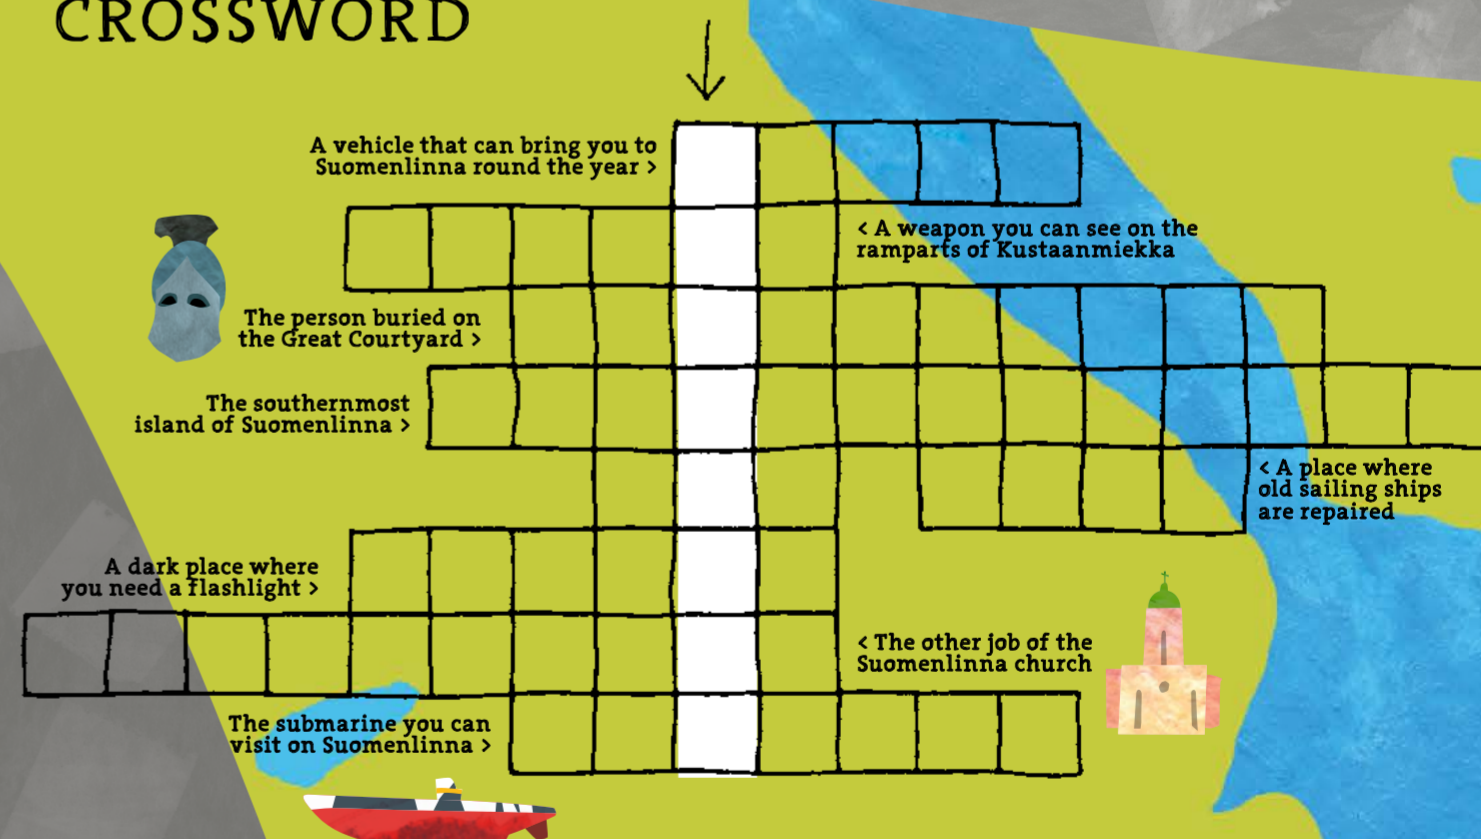 CROSSWORD
A vehicle that can bring you to
Suomenlinna round the year >
< A weapon you can see on the
ramparts of Kustaanmiekka
The person buried on
the Great Courtyard >
The southernmost
island of Suomenlinna >
< A place where
old sailing ships
are repaired
A dark place where
you need a flashlight >
< The other job of the
Suomenlinna church
The submarine you can
visit on Suomenlinna >